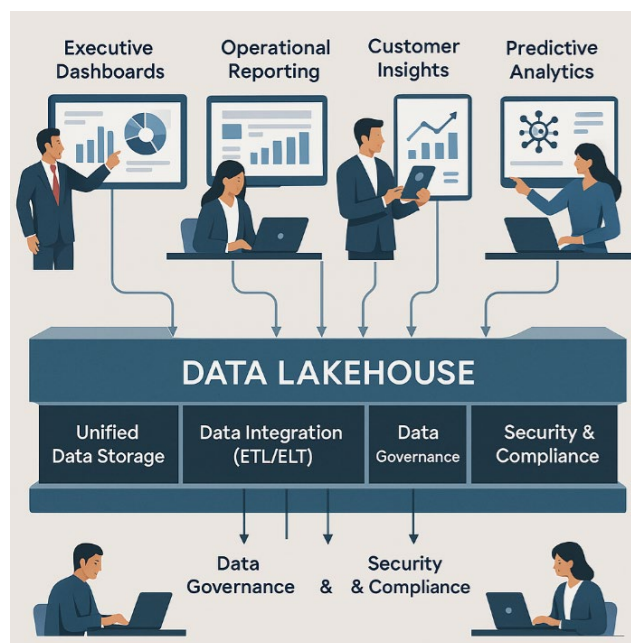 Executive
Dashboards
Operational
Reporting
Customer
Insights
Predictive
Analytics
DATA LAKEHOUSE
Unified
Data Storage
Data Integration
(ETL/ELT)
Data
Governance
Security &
Compliance
Data
Governance
&
Security
& Compliance